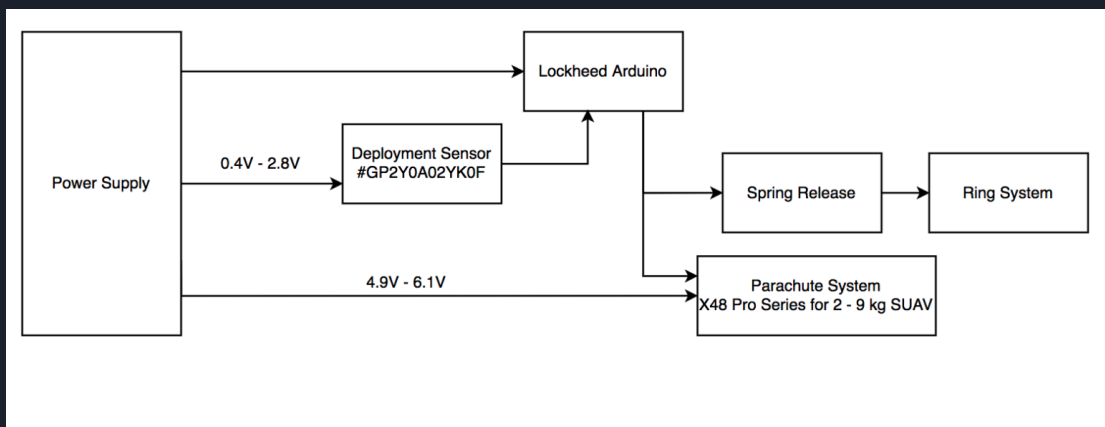 Lockheed Arduino
0.4V - 2.8V
Deployment Sensor
#GP2Y0A02YK0F
Power Supply
Spring Release
Ring System
4.9V - 6.1V
Parachute System
X48 Pro Series for 2 - 9 kg SUAV